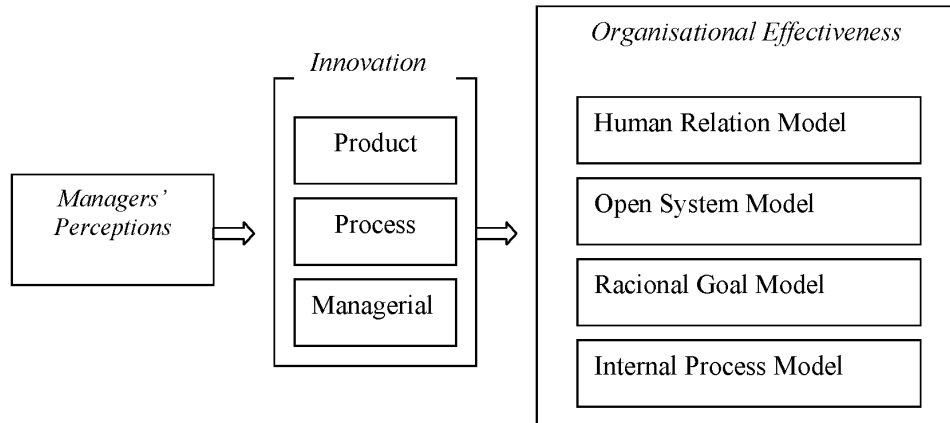 Managers’
Perceptions
Innovation
Product
Process
Managerial
Organisational Effectiveness
Human Relation Model
Open System Model
Racional Goal Model
Internal Process Model